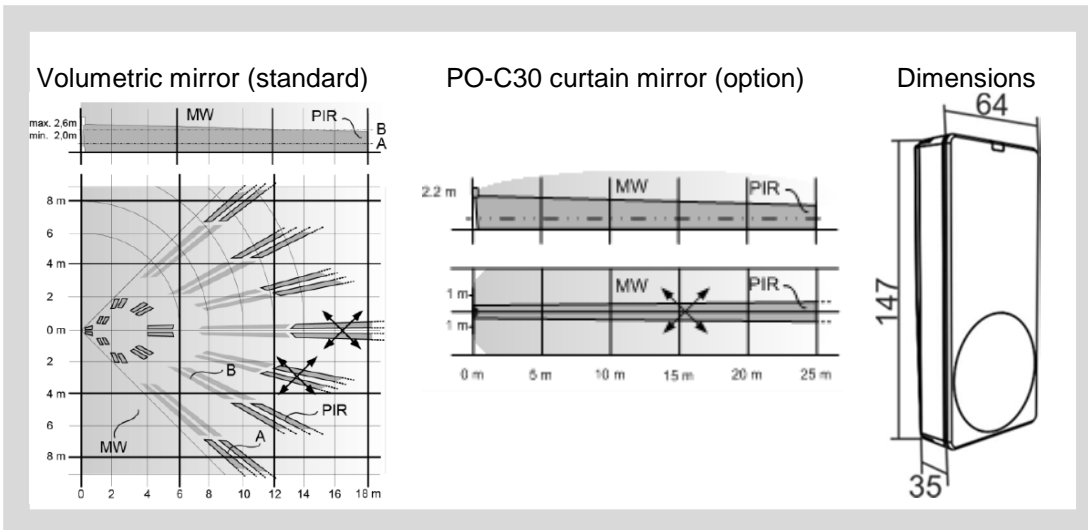 Volumetric mirror (standard)
PO-C30 curtain mirror (option)
Dimensions
max. 2,6m
min. 2,0m
MW
PIR
B
A
8 m
6
4 m
2
0 m
2
4 m
6
8 m
B
PIR
A
MW
0 2 4 6 8 10 12 14 16 18 m
2.2 m
MW
PIR
1 m
1 m
MW
PIR
0 m 5 m 10 m 15 m 20 m 25 m
64
147
35